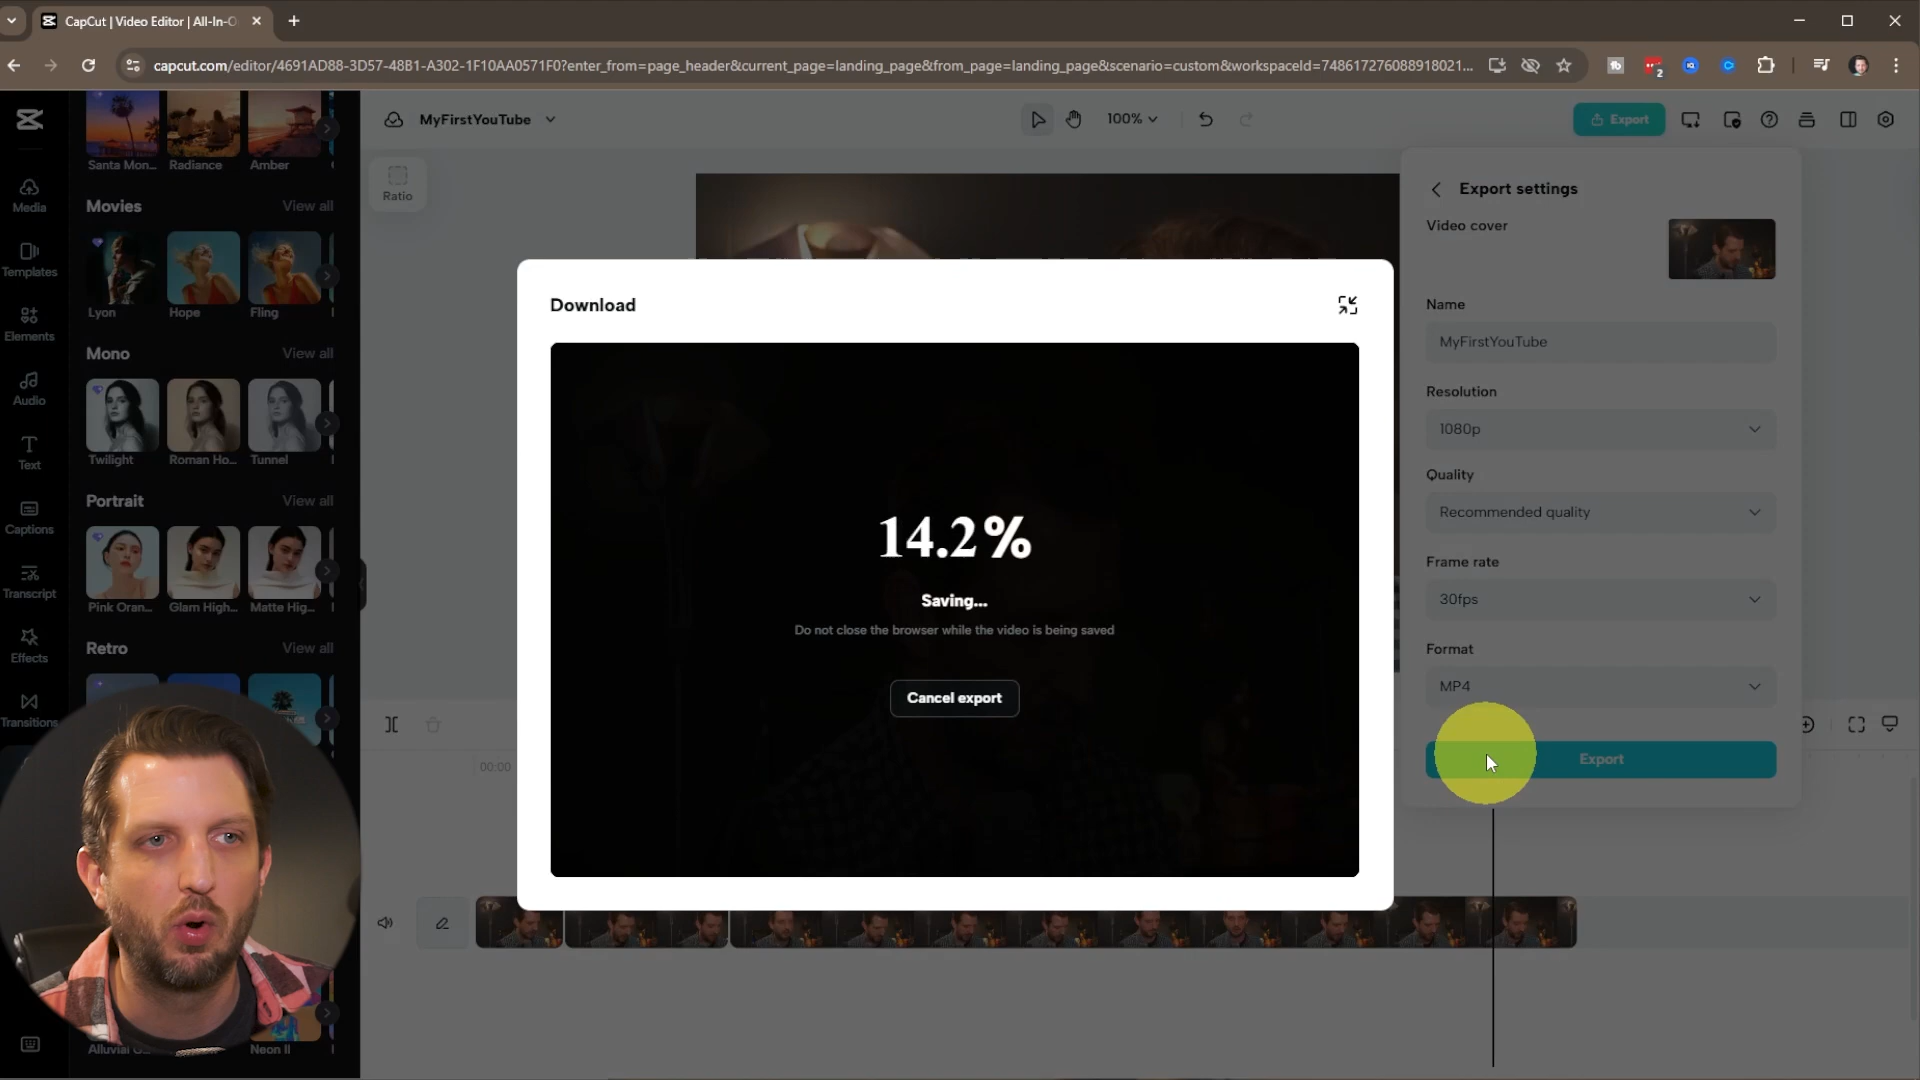 CapCut | Video Editor | All-In-O
capcut.com/editor/4691AD88-3D57-48B1-A302-1F10AA0571F0?enter_from=page_header&current_page=landing_page&from_page=landing_page&scenario=custom&workspaceId=748617276088918021...
2
MyFirstYouTube
100%
Export
Santa Mon...
Radiance
Amber
Ratio
Export settings
Media
Movies
View all
Video cover
Templates
Lyon
Hope
Fling
Download
Name
Elements
MyFirstYouTube
Mono
View all
Audio
Resolution
1080p
Text
Twilight
Roman Ho...
Tunnel
Quality
Portrait
View all
Recommended quality
Captions
14.2%
Frame rate
Transcript
Pink Oran...
Glam High...
Matte Hig...
Saving...
30fps
Do not close the browser while the video is being saved
Effects
Retro
View all
Format
Cancel export
MP4
Transitions
Export
00:00
Neon II